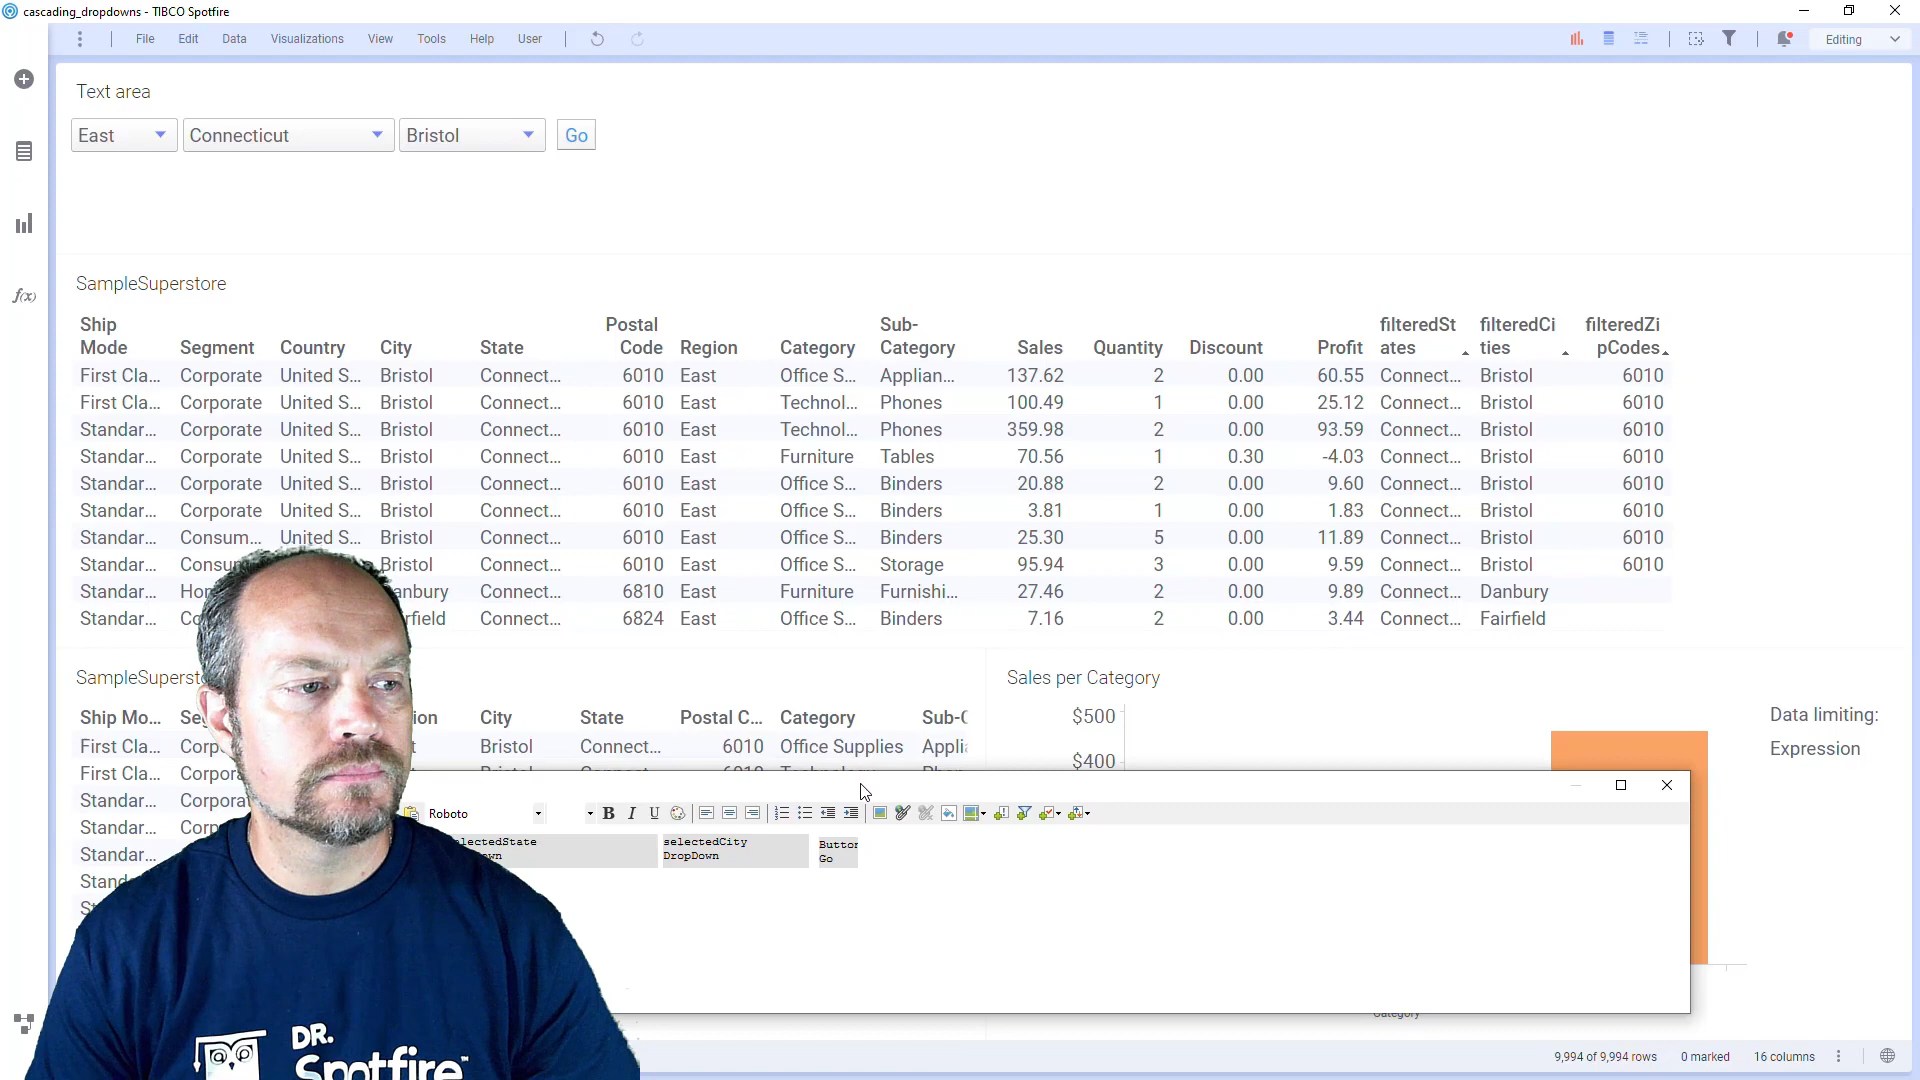 cascading_dropdowns - TIBCO Spotfire
File Edit Data Visualizations View Tools Help User Editing
Text area
East Connecticut Bristol Go
f(x)
SampleSuperstore
Ship Mode Segment Country City State Postal Code Region Category Sub-Category Sales Quantity Discount Profit filteredStates filteredCities filteredZipCodes
First Cla... Corporate United S... Bristol Connect... 6010 East Office S... Applian... 137.62 2 0.00 60.55 Connect... Bristol 6010
First Cla... Corporate United S... Bristol Connect... 6010 East Technol... Phones 100.49 1 0.00 25.12 Connect... Bristol 6010
Standar... Corporate United S... Bristol Connect... 6010 East Technol... Phones 359.98 2 0.00 93.59 Connect... Bristol 6010
Standar... Corporate United S... Bristol Connect... 6010 East Furniture Tables 70.56 1 0.30 -4.03 Connect... Bristol 6010
Standar... Corporate United S... Bristol Connect... 6010 East Office S... Binders 20.88 2 0.00 9.60 Connect... Bristol 6010
Standar... Corporate United S... Bristol Connect... 6010 East Office S... Binders 3.81 1 0.00 1.83 Connect... Bristol 6010
Standar... Consum... United S... Bristol Connect... 6010 East Office S... Binders 25.30 5 0.00 11.89 Connect... Bristol 6010
Standar... Bristol Connect... 6010 East Office S... Storage 95.94 3 0.00 9.59 Connect... Bristol 6010
Standar... Connect... 6810 East Furniture Furnishi... 27.46 2 0.00 9.89 Connect... Danbury
Standar... Connect... 6824 East Office S... Binders 7.16 2 0.00 3.44 Connect... Fairfield
SampleSupersto
Ship Mo... City State Postal C... Category Sub-C
First Cla... Bristol Connect... 6010 Office Supplies Appli
First Cla... Corpora
Standar... Corpora
Standar...
Standar...
Sales per Category
$500
$400
Data limiting:
Expression
Roboto B I U
lectedState
selectedCity
DropDown
Button
Go
DR.
Spotfire™
9,994 of 9,994 rows 0 marked 16 columns